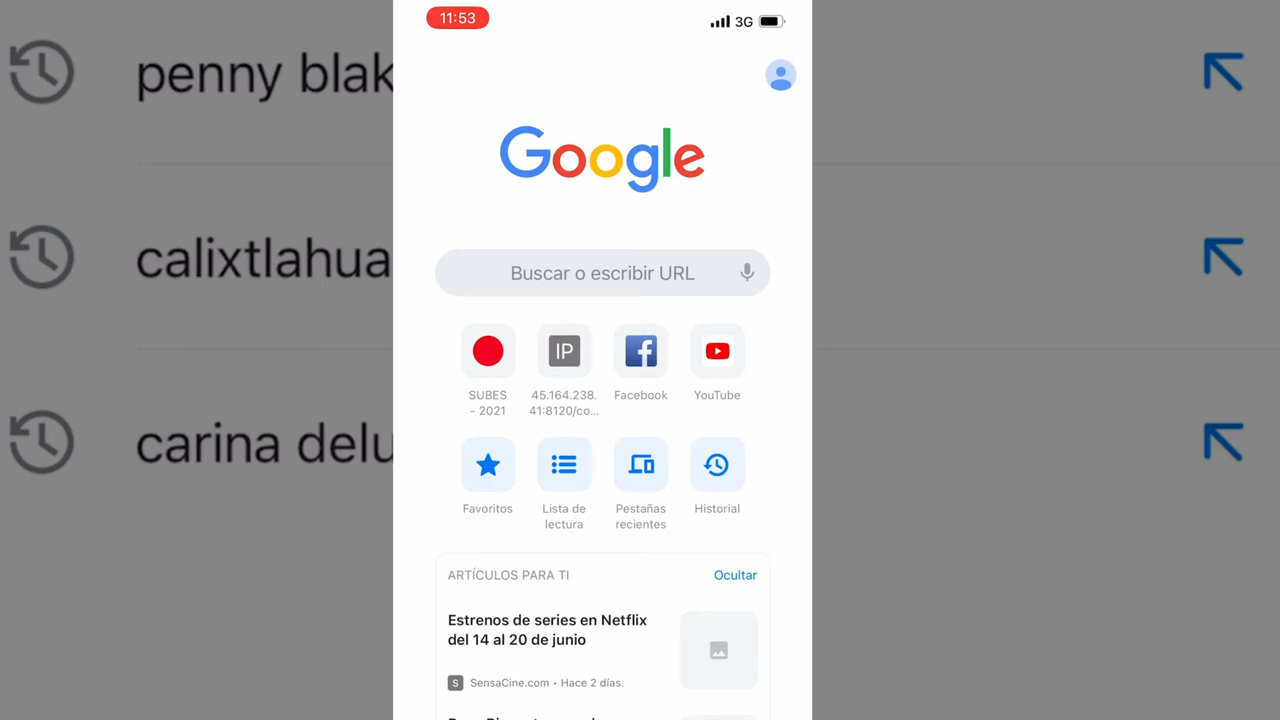 11:53
3G
penny blak
calixtlahua
carina delu
Google
Buscar o escribir URL
IP
SUBES
- 2021
45.164.238.
41:8120/co...
Facebook
YouTube
Favoritos
Lista de
lectura
Pestañas
recientes
Historial
ARTÍCULOS PARA TI
Ocultar
Estrenos de series en Netflix
del 14 al 20 de junio
S
SensaCine.com • Hace 2 días.